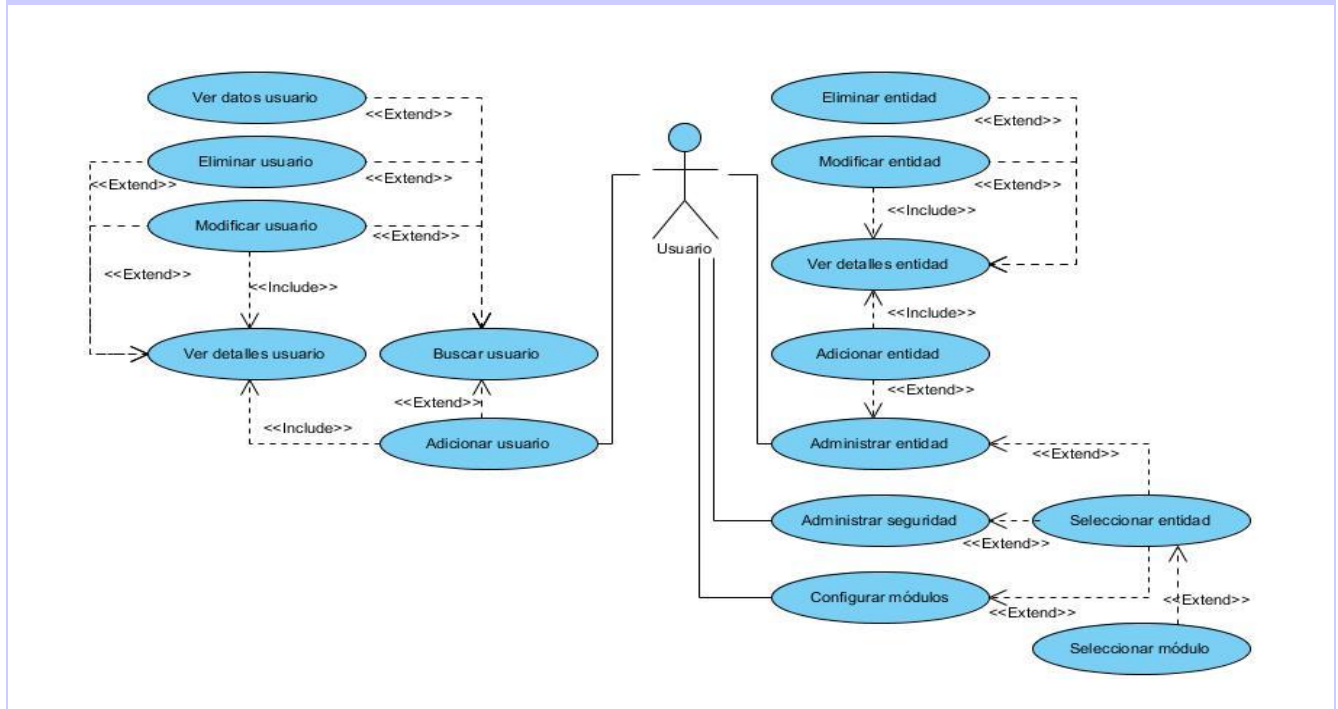 Ver datos usuario
<<Extend>>
Eliminar usuario
<<Extend>>
<<Extend>>
Modificar usuario
<<Extend>>
<<Extend>>
<<Include>>
Ver detalles usuario
Buscar usuario
<<Extend>>
<<Include>>
Adicionar usuario
Usuario
Eliminar entidad
<<Extend>>
Modificar entidad
<<Extend>>
<<Include>>
Ver detalles entidad
<<Include>>
Adicionar entidad
<<Extend>>
Administrar entidad
<<Extend>>
Administrar seguridad
Seleccionar entidad
<<Extend>>
Configurar módulos
<<Extend>>
<<Extend>>
Seleccionar módulo